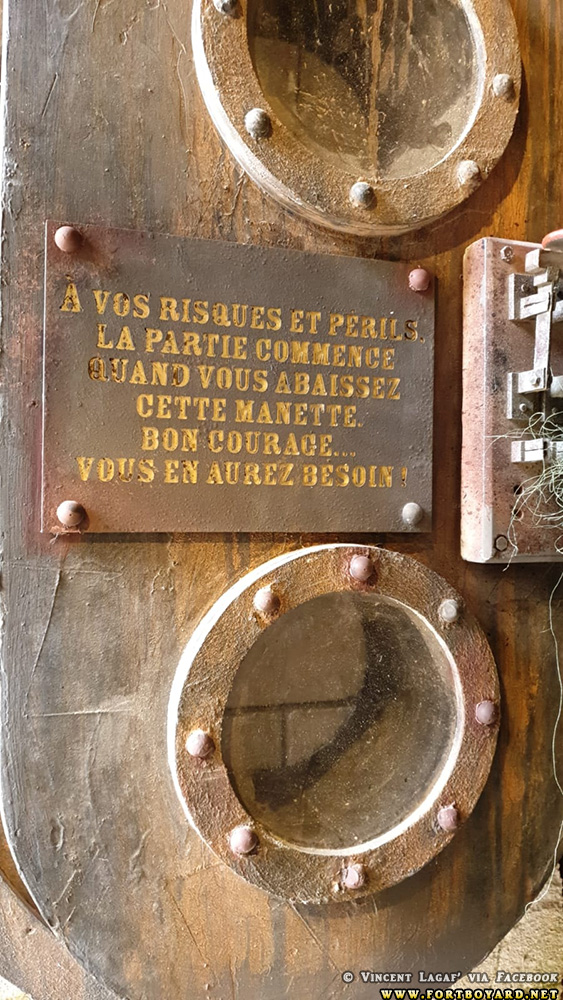 À VOS RISQUES ET PÉRILS.
LA PARTIE COMMENCE
QUAND VOUS ABAISSEZ
CETTE MANETTE.
BON COURAGE...
VOUS EN AUREZ BESOIN !
© VINCENT LAGAF' VIA FACEBOOK
WWW.FORTBOYARD.NET